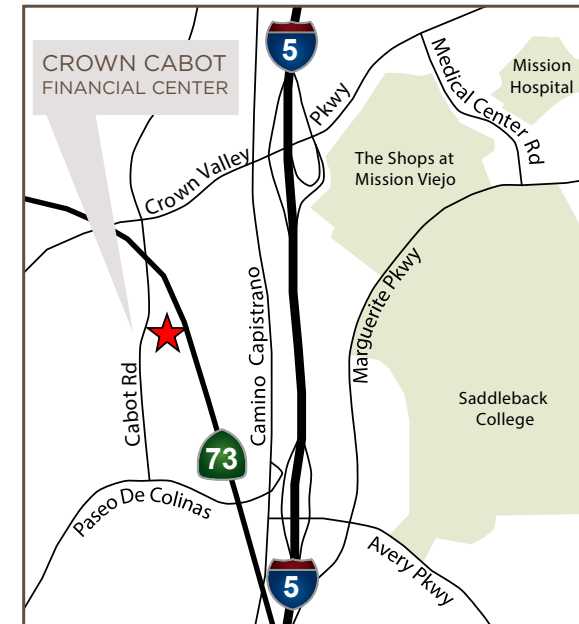 CROWN CABOT
FINANCIAL CENTER
5
Mission
Hospital
Medical Center Rd
Crown Valley Pkwy
The Shops at
Mission Viejo
Marguerite Pkwy
Camino Capistrano
Cabot Rd
Saddleback
College
73
Paseo De Colinas
Avery Pkwy
5